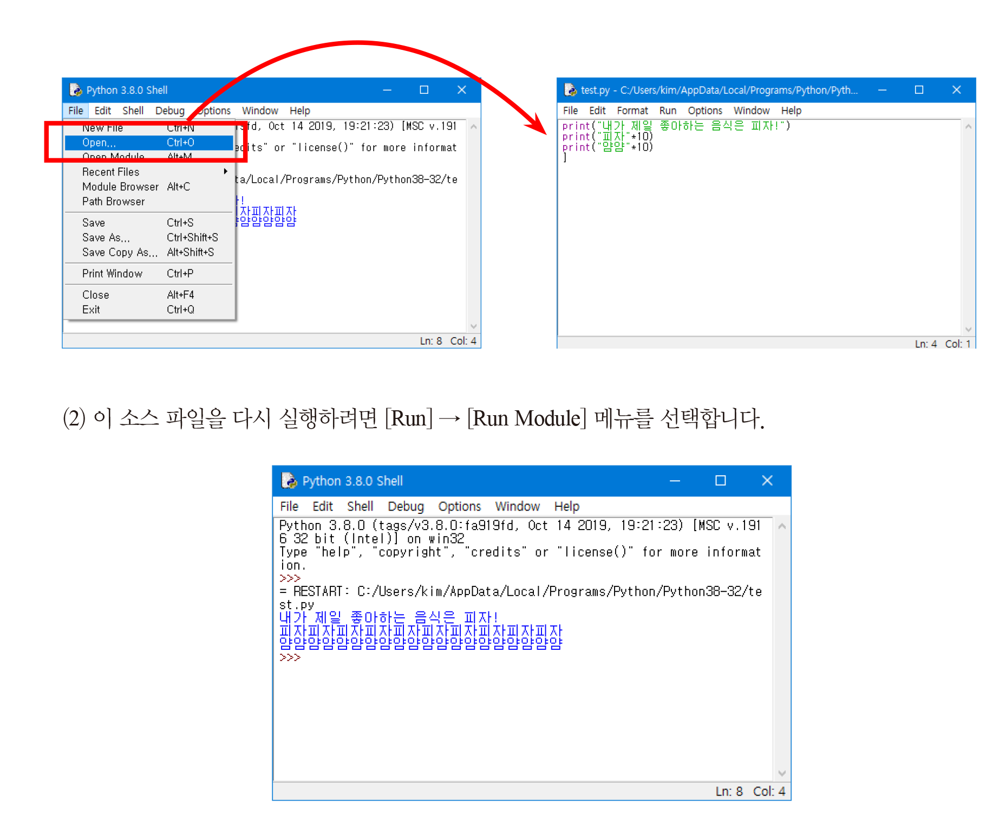 Python 3.8.0 Shell
File Edit Shell Debug Options Window Help
New File Ctrl+N
Open... Ctrl+O
Open Module Alt+M
Recent Files
Module Browser Alt+C
Path Browser
Save Ctrl+S
Save As... Ctrl+Shift+S
Save Copy As... Alt+Shift+S
Print Window Ctrl+P
Close Alt+F4
Exit Ctrl+Q
9fd, Oct 14 2019, 19:21:23) [MSC v.191
edits" or "license()" for more informat
ta/Local/Programs/Python/Python38-32/te
!
자피자피자
얌얌얌얌얌
Ln: 8 Col: 4
test.py - C:/Users/kim/AppData/Local/Programs/Python/Pyth...
File Edit Format Run Options Window Help
print("내가 제일 좋아하는 음식은 피자!")
print("피자"*10)
print("얌얌"*10)
]
Ln: 4 Col: 1
(2) 이 소스 파일을 다시 실행하려면 [Run] → [Run Module] 메뉴를 선택합니다.
Python 3.8.0 Shell
File Edit Shell Debug Options Window Help
Python 3.8.0 (tags/v3.8.0:fa919fd, Oct 14 2019, 19:21:23) [MSC v.191
6 32 bit (Intel)] on win32
Type "help", "copyright", "credits" or "license()" for more informat
ion.
>>>
= RESTART: C:/Users/kim/AppData/Local/Programs/Python/Python38-32/te
st.py
내가 제일 좋아하는 음식은 피자!
피자피자피자피자피자피자피자피자피자피자
얌얌얌얌얌얌얌얌얌얌얌얌얌얌얌얌얌얌얌얌
>>>
Ln: 8 Col: 4